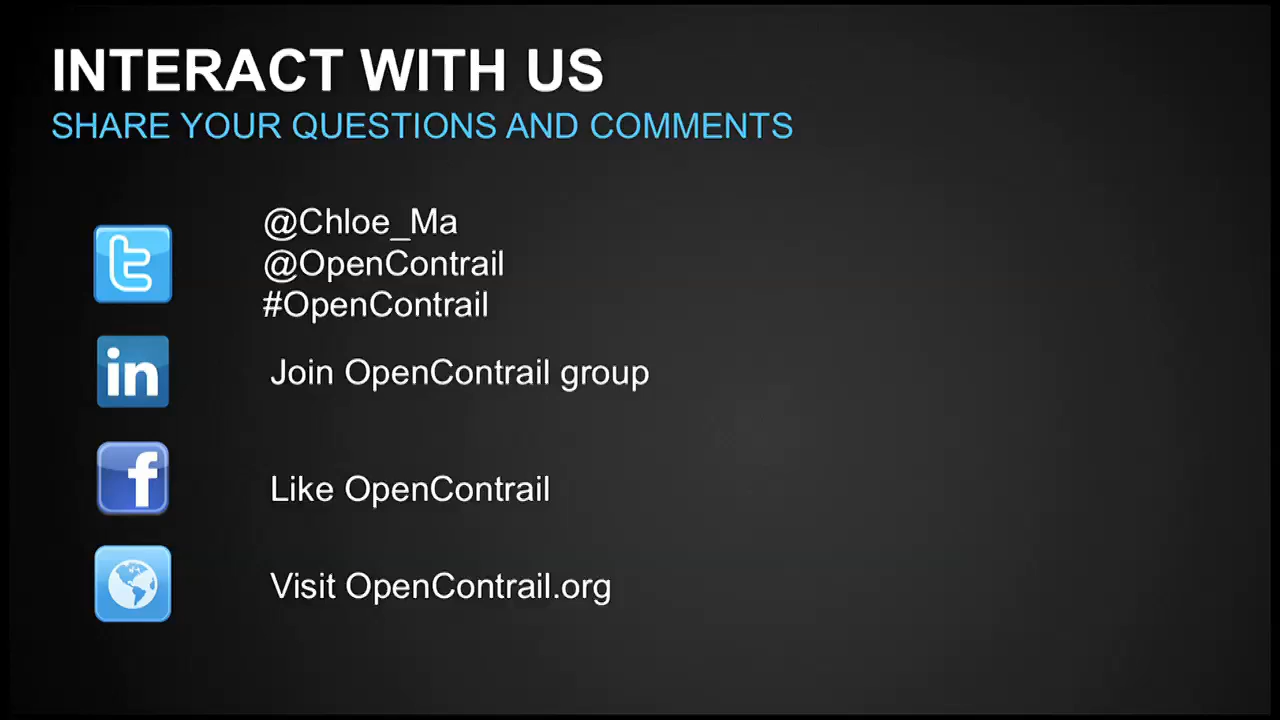 INTERACT WITH US
SHARE YOUR QUESTIONS AND COMMENTS
@Chloe_Ma
@OpenContrail
#OpenContrail
Join OpenContrail group
Like OpenContrail
Visit OpenContrail.org